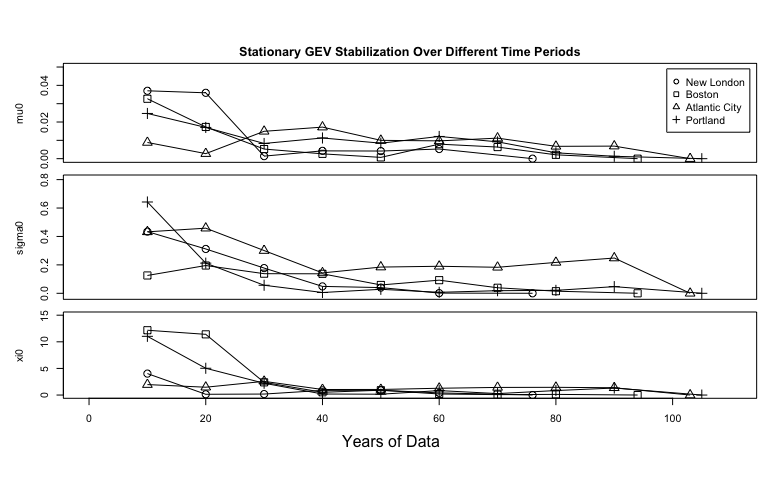 Stationary GEV Stabilization Over Different Time Periods
mu0
0.04
0.02
0.00
New London
Boston
Atlantic City
Portland
sigma0
0.8
0.6
0.4
0.2
0.0
xi0
15
10
5
0
0 20 40 60 80 100
Years of Data